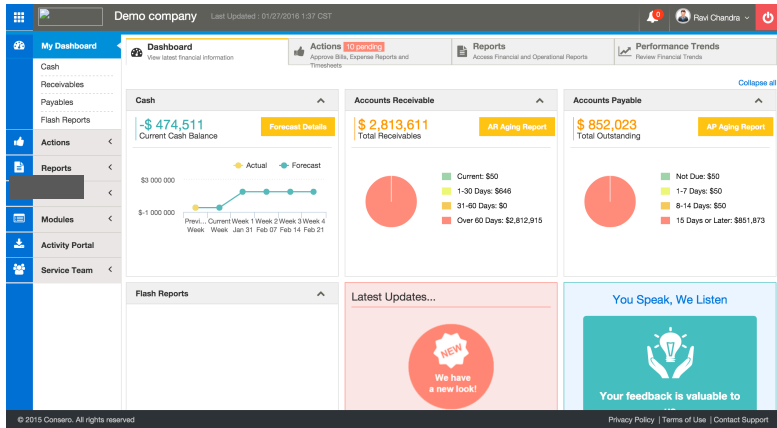 Demo company Last Updated : 01/27/2016 1:37 CST
0
Ravi Chandra
My Dashboard
Cash
Receivables
Payables
Flash Reports
Actions
Reports
Modules
Activity Portal
Service Team
Dashboard
View latest financial information
Actions 10 pending
Approve Bills, Expense Reports and
Timesheets
Reports
Access Financial and Operational Reports
Performance Trends
Review Financial Trends
Collapse all
Cash
-$ 474,511
Current Cash Balance
Forecast Details
Actual Forecast
$3 000 000
$-1 000 000
Previ... Current Week 1 Week 2 Week 3 Week 4
Week Week Jan 31 Feb 07 Feb 14 Feb 21
Accounts Receivable
$ 2,813,611
Total Receivables
AR Aging Report
Current: $50
1-30 Days: $646
31-60 Days: $0
Over 60 Days: $2,812,915
Accounts Payable
$ 852,023
Total Outstanding
AP Aging Report
Not Due: $50
1-7 Days: $50
8-14 Days: $50
15 Days or Later: $851,873
Flash Reports
Latest Updates...
NEW
We have
a new look!
You Speak, We Listen
Your feedback is valuable to
© 2015 Consero. All rights reserved
Privacy Policy | Terms of Use | Contact Support